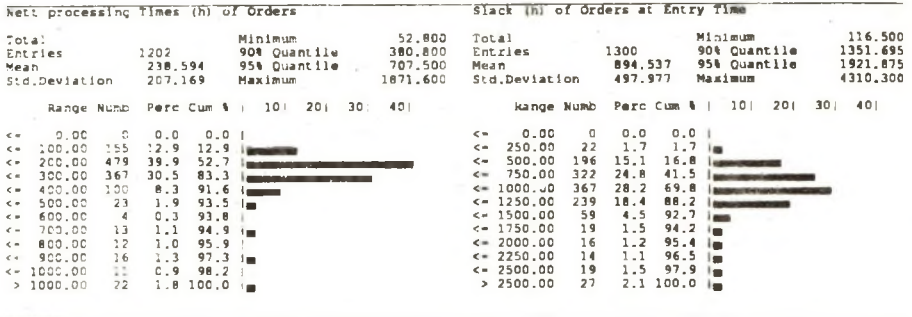 Nett processing Times (h) of Orders
Total Minimum 52.800
Entries 1202 90% Quantile 380.800
Mean 238.594 95% Quantile 707.500
Std.Deviation 207.169 Maximum 1871.600
Range Numb Perc Cum % | 10| 20| 30| 40|
<= 0.00 0 0.0 0.0 |
<= 100.00 155 12.9 12.9 |
<= 200.00 479 39.9 52.7 |
<= 300.00 367 30.5 83.3 |
<= 400.00 100 8.3 91.6 |
<= 500.00 23 1.9 93.5 |
<= 600.00 4 0.3 93.8 |
<= 700.00 13 1.1 94.9 |
<= 800.00 12 1.0 95.9 |
<= 900.00 16 1.3 97.3 |
<= 1000.00 11 0.9 98.2 |
> 1000.00 22 1.8 100.0 |
Slack (h) of Orders at Entry Time
Minimum 116.500
Entries 1300 90% Quantile 1351.695
Mean 894.537 95% Quantile 1921.875
Std.Deviation 497.977 Maximum 4310.300
Range Numb Perc Cum % | 10| 20| 30| 40|
<= 0.00 0 0.0 0.0 |
<= 250.00 22 1.7 1.7 |
<= 500.00 196 15.1 16.8 |
<= 750.00 322 24.8 41.5 |
<= 1000.00 367 28.2 69.8 |
<= 1250.00 239 18.4 88.2 |
<= 1500.00 59 4.5 92.7 |
<= 1750.00 19 1.5 94.2 |
<= 2000.00 16 1.2 95.4 |
<= 2250.00 14 1.1 96.5 |
<= 2500.00 19 1.5 97.9 |
> 2500.00 27 2.1 100.0 |